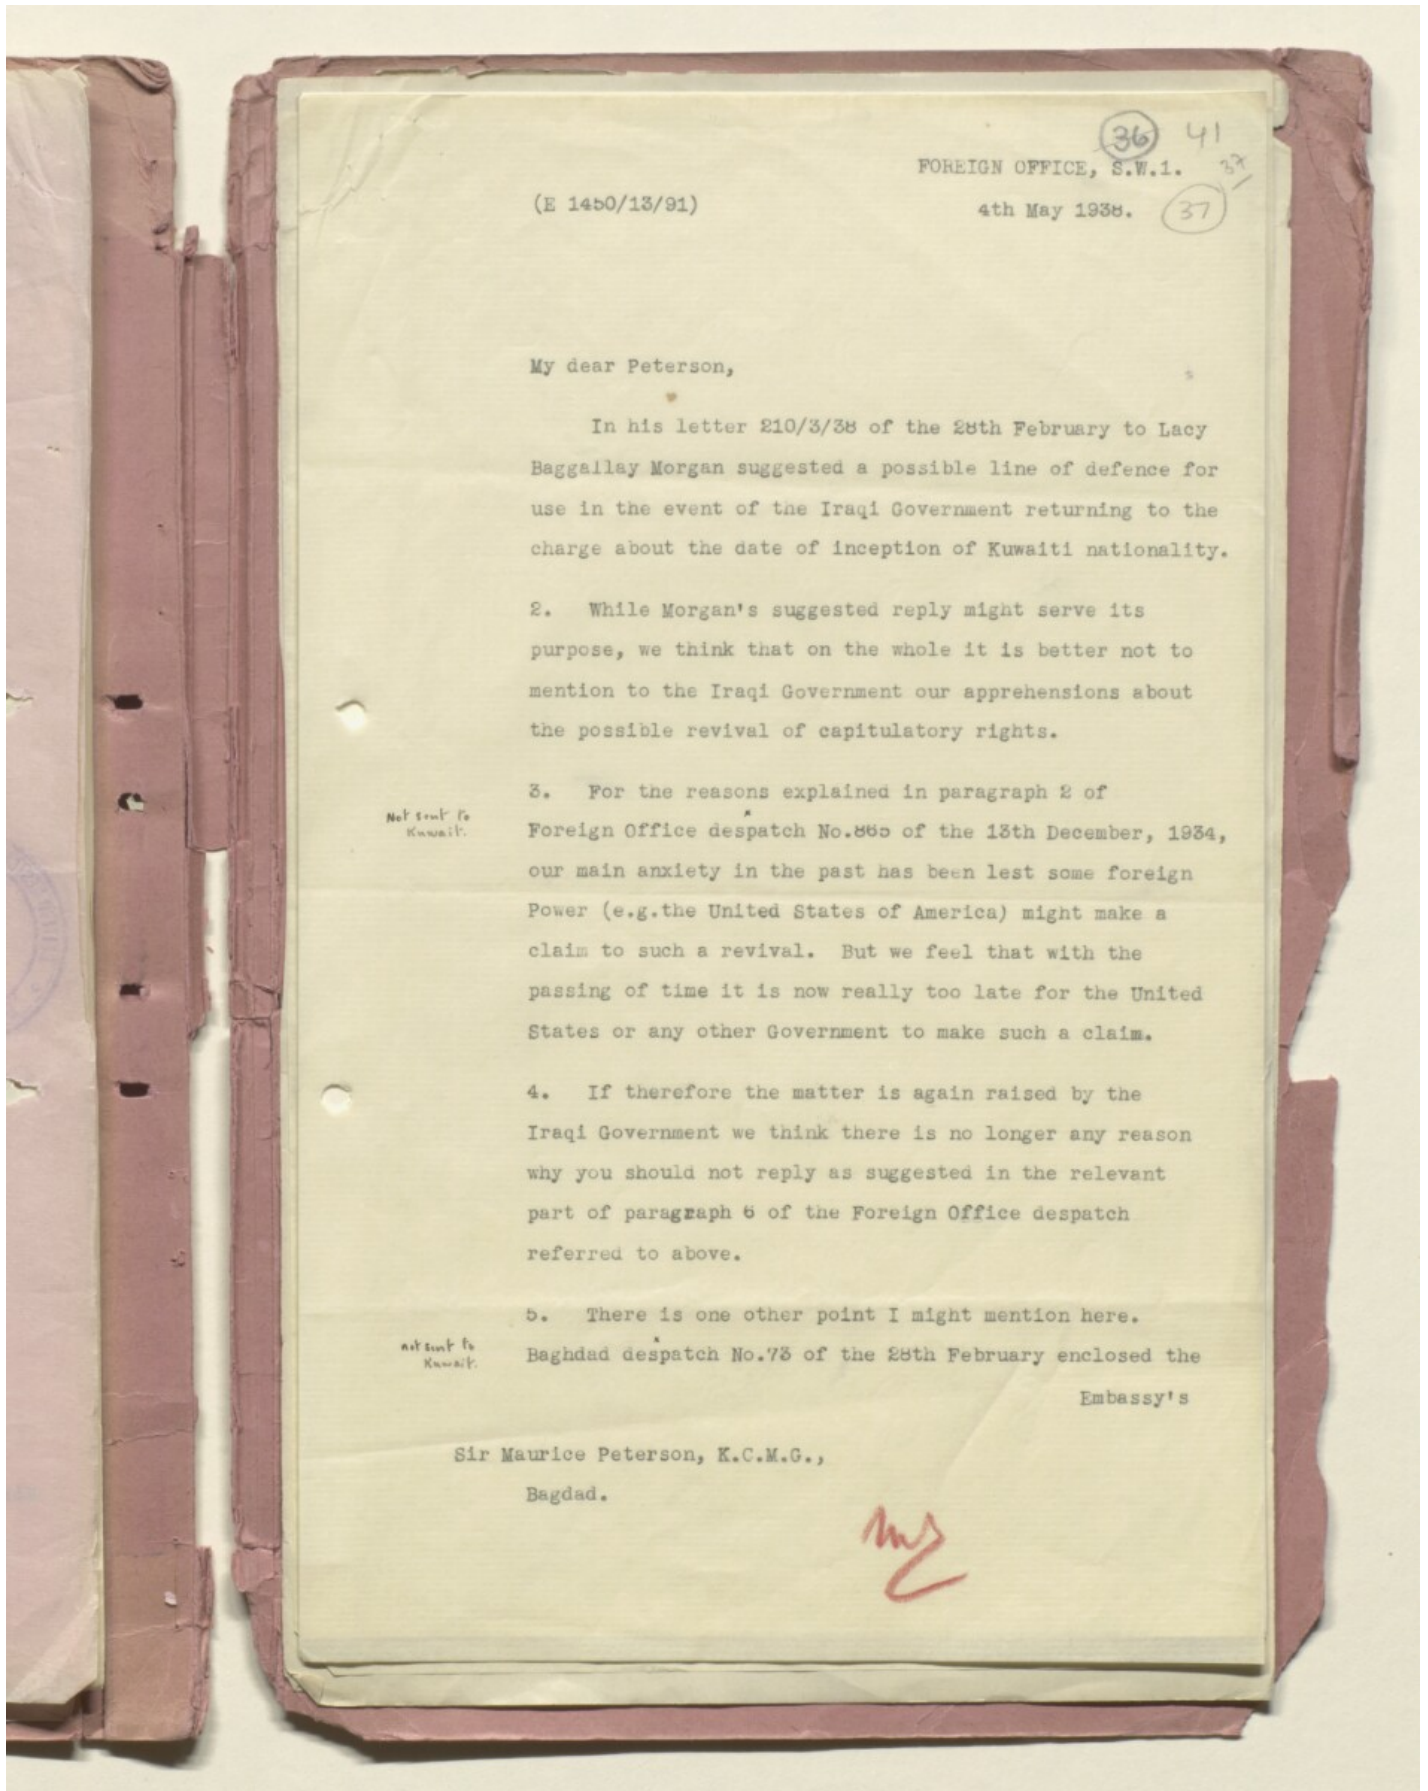 36 41
FOREIGN OFFICE, S.W.1. 37
(E 1450/13/91)
4th May 1938. 37
My dear Peterson,
In his letter 210/3/38 of the 28th February to Lacy
Baggallay Morgan suggested a possible line of defence for
use in the event of the Iraqi Government returning to the
charge about the date of inception of Kuwaiti nationality.
2. While Morgan's suggested reply might serve its
purpose, we think that on the whole it is better not to
mention to the Iraqi Government our apprehensions about
the possible revival of capitulatory rights.
3. For the reasons explained in paragraph 2 of
Not sent to
Kuwait.
Foreign Office despatch No.865 of the 13th December, 1934,
our main anxiety in the past has been lest some foreign
Power (e.g.the United States of America) might make a
claim to such a revival. But we feel that with the
passing of time it is now really too late for the United
States or any other Government to make such a claim.
4. If therefore the matter is again raised by the
Iraqi Government we think there is no longer any reason
why you should not reply as suggested in the relevant
part of paragraph 6 of the Foreign Office despatch
referred to above.
5. There is one other point I might mention here.
not sent to
Kuwait.
Baghdad despatch No.73 of the 28th February enclosed the
Embassy's
Sir Maurice Peterson, K.C.M.G.,
Bagdad.